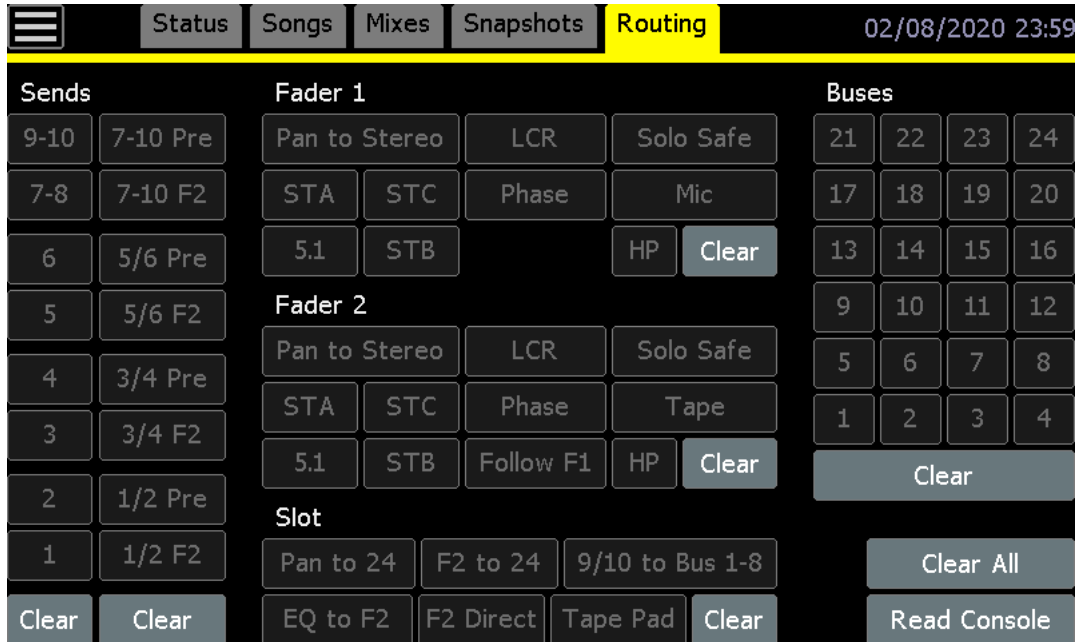 Status Songs Mixes Snapshots Routing 02/08/2020 23:59
Sends
9-10 7-10 Pre
7-8 7-10 F2
6 5/6 Pre
5 5/6 F2
4 3/4 Pre
3 3/4 F2
2 1/2 Pre
1 1/2 F2
Clear Clear
Fader 1
Pan to Stereo LCR Solo Safe
STA STC Phase Mic
5.1 STB HP Clear
Fader 2
Pan to Stereo LCR Solo Safe
STA STC Phase Tape
5.1 STB Follow F1 HP Clear
Slot
Pan to 24 F2 to 24 9/10 to Bus 1-8
EQ to F2 F2 Direct Tape Pad Clear
Buses
21 22 23 24
17 18 19 20
13 14 15 16
9 10 11 12
5 6 7 8
1 2 3 4
Clear
Clear All
Read Console